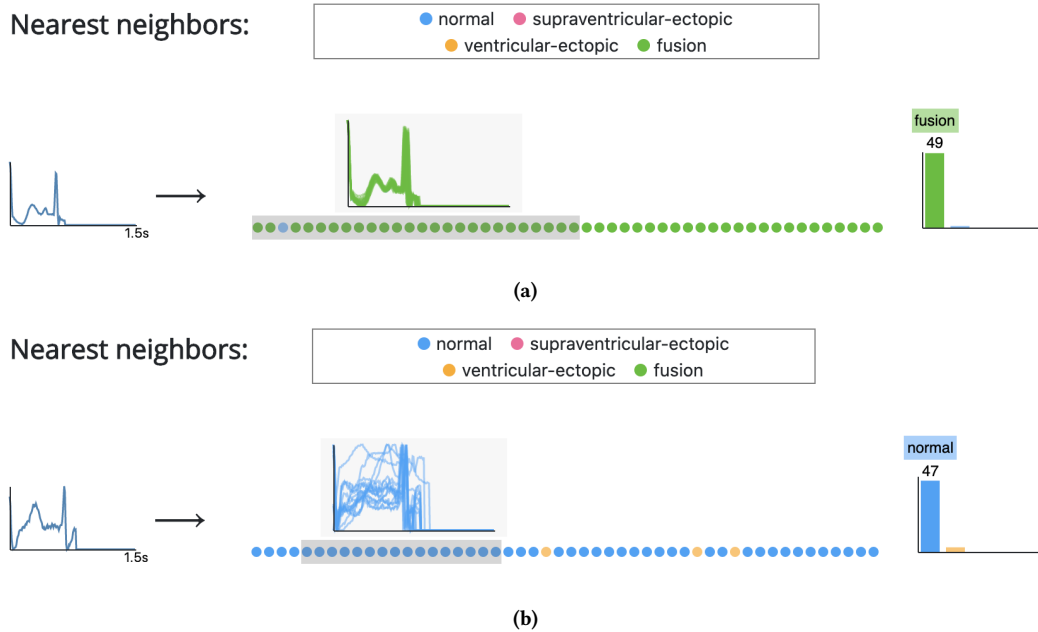 Nearest neighbors:
normal supraventricular-ectopic
ventricular-ectopic fusion
fusion
49
1.5s
(a)
Nearest neighbors:
normal supraventricular-ectopic
ventricular-ectopic fusion
normal
47
1.5s
(b)